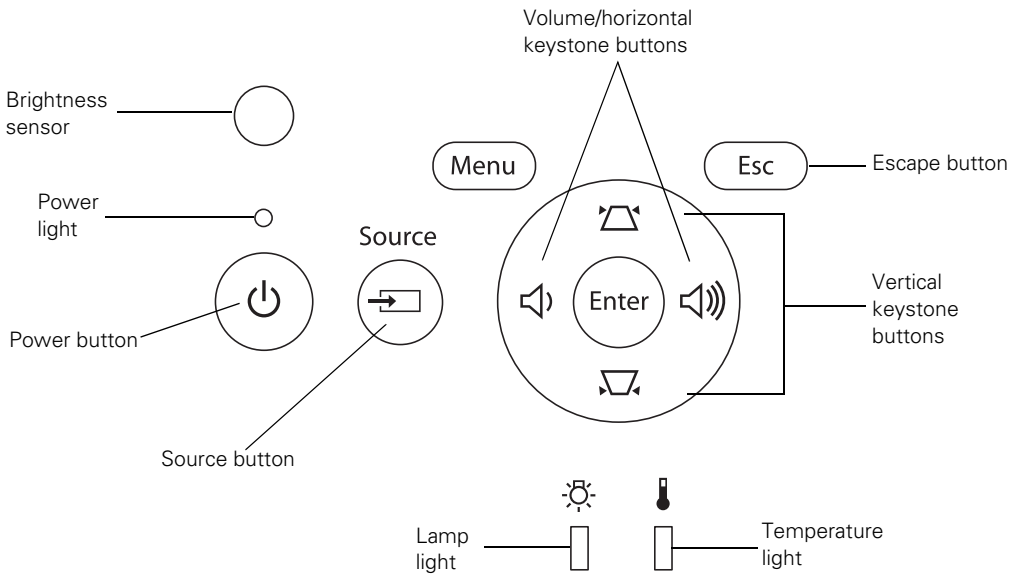 Volume/horizontal
keystone buttons
Brightness
sensor
Menu
Esc
Escape button
Power
light
Source
Enter
Vertical
keystone
buttons
Power button
Source button
Lamp
light
Temperature
light